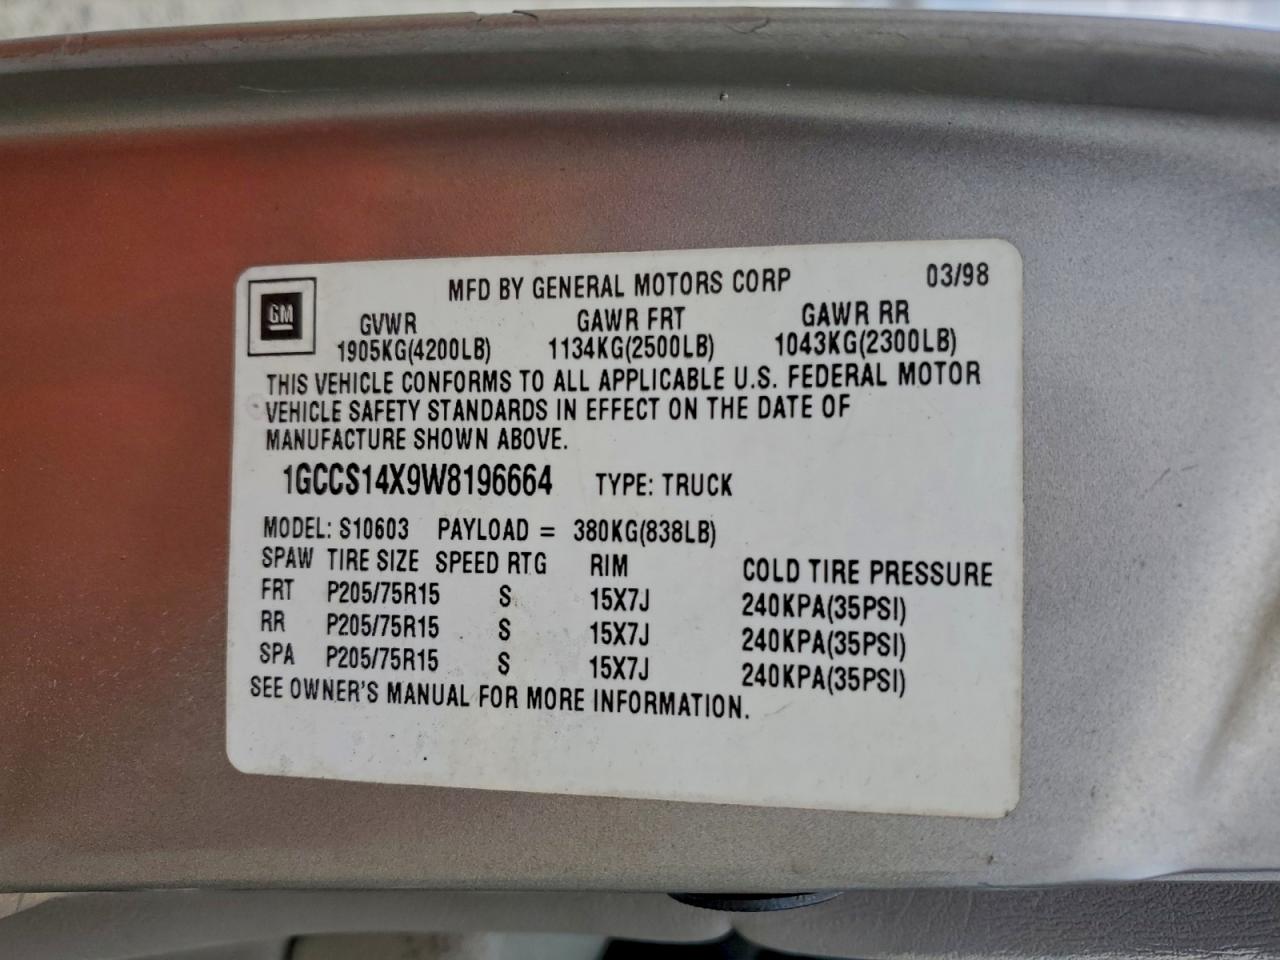 GM
MFD BY GENERAL MOTORS CORP 03/98
GVWR GAWR FRT GAWR RR
1905KG(4200LB) 1134KG(2500LB) 1043KG(2300LB)
THIS VEHICLE CONFORMS TO ALL APPLICABLE U.S. FEDERAL MOTOR
VEHICLE SAFETY STANDARDS IN EFFECT ON THE DATE OF
MANUFACTURE SHOWN ABOVE.
1GCCS14X9W8196664 TYPE: TRUCK
MODEL: S10603 PAYLOAD = 380KG(838LB)
SPAW TIRE SIZE SPEED RTG RIM COLD TIRE PRESSURE
FRT P205/75R15 S 15X7J 240KPA(35PSI)
RR P205/75R15 S 15X7J 240KPA(35PSI)
SPA P205/75R15 S 15X7J 240KPA(35PSI)
SEE OWNER'S MANUAL FOR MORE INFORMATION.